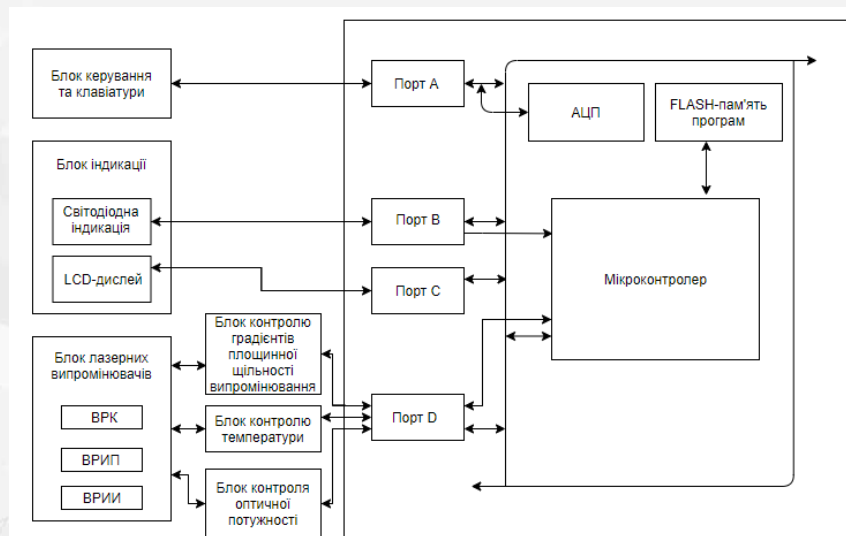 Блок керування
та клавіатури
Порт А
АЦП
FLASH-пам'ять
програм
Блок індикації
Світодіодна
індикація
Порт В
LCD-дислей
Порт С
Мікроконтролер
Блок лазерних
випромінювачів
ВРК
ВРИП
ВРИИ
Блок контролю
градієнтів
площинної
щільності
випромінювання
Блок контролю
температури
Блок контроля
оптичної
потужності
Порт D